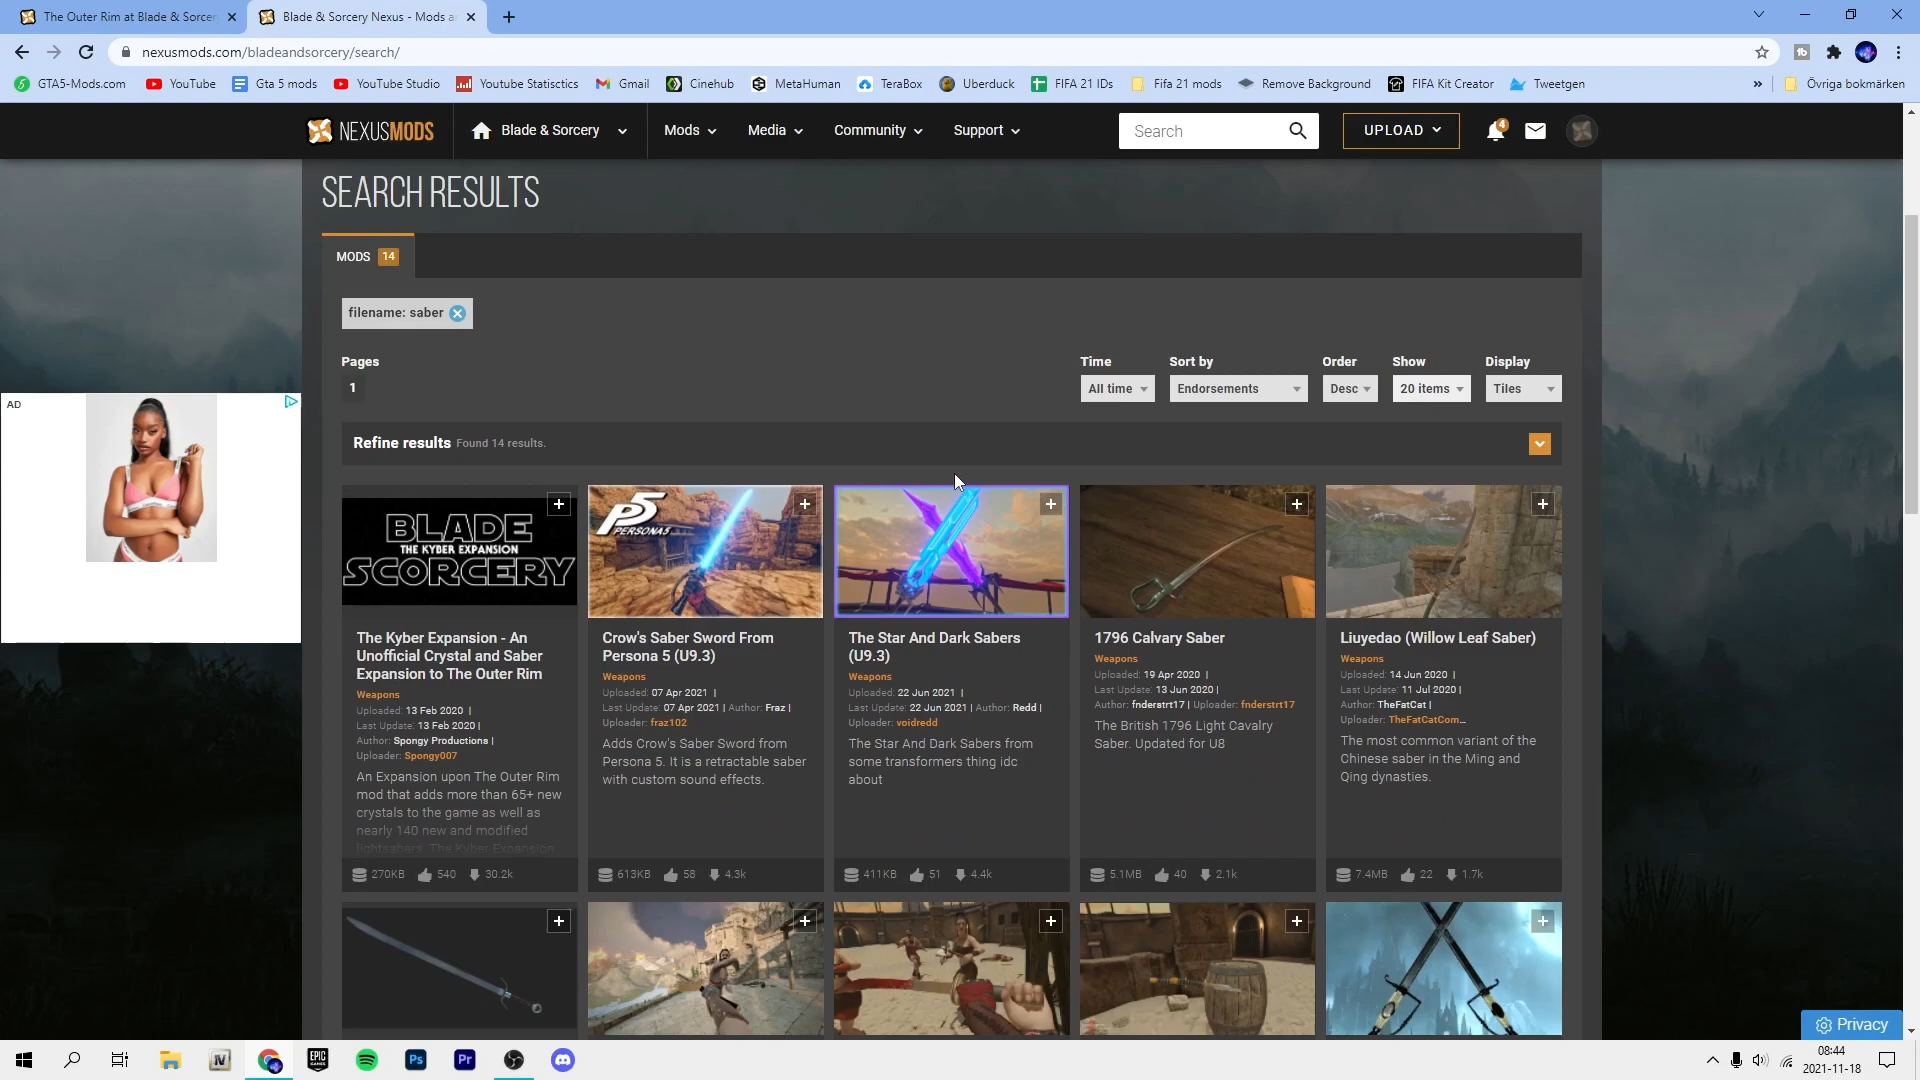 The Outer Rim at Blade & Sorcer
Blade & Sorcery Nexus - Mods a
nexusmods.com/bladeandsorcery/search/
GTA5-Mods.com
YouTube
Gta 5 mods
YouTube Studio
Youtube Statisctics
Gmail
Cinehub
MetaHuman
TeraBox
Uberduck
FIFA 21 IDs
Fifa 21 mods
Remove Background
FIFA Kit Creator
Tweetgen
»
Övriga bokmärken
NEXUSMODS
Blade & Sorcery
Mods
Media
Community
Support
Search
UPLOAD
4
SEARCH RESULTS
MODS 14
filename: saber
Pages
1
Time
Sort by
Order
Show
Display
All time
Endorsements
Desc
20 items
Tiles
AD
Refine results Found 14 results.
BLADE
THE KYBER EXPANSION
SCORCERY
P5
PERSONA5
The Kyber Expansion - An
Unofficial Crystal and Saber
Expansion to The Outer Rim
Weapons
Uploaded: 13 Feb 2020 |
Last Update: 13 Feb 2020 |
Author: Spongy Productions |
Uploader: Spongy007
An Expansion upon The Outer Rim
mod that adds more than 65+ new
crystals to the game as well as
nearly 140 new and modified
lightsabers. The Kyber Expansion
270KB 540 30.2k
Crow's Saber Sword From
Persona 5 (U9.3)
Weapons
Uploaded: 07 Apr 2021 |
Last Update: 07 Apr 2021 | Author: Fraz |
Uploader: fraz102
Adds Crow's Saber Sword from
Persona 5. It is a retractable saber
with custom sound effects.
613KB 58 4.3k
The Star And Dark Sabers
(U9.3)
Weapons
Uploaded: 22 Jun 2021 |
Last Update: 22 Jun 2021 | Author: Redd |
Uploader: voidredd
The Star And Dark Sabers from
some transformers thing idc
about
411KB 51 4.4k
1796 Calvary Saber
Weapons
Uploaded: 19 Apr 2020 |
Last Update: 13 Jun 2020 |
Author: fnderstrt17 | Uploader: fnderstrt17
The British 1796 Light Cavalry
Saber. Updated for U8
5.1MB 40 2.1k
Liuyedao (Willow Leaf Saber)
Weapons
Uploaded: 14 Jun 2020 |
Last Update: 11 Jul 2020 |
Author: TheFatCat |
Uploader: TheFatCatCom...
The most common variant of the
Chinese saber in the Ming and
Qing dynasties.
7.4MB 22 1.7k
Privacy
EPIC GAMES
Ps
Pr
08:44
2021-11-18